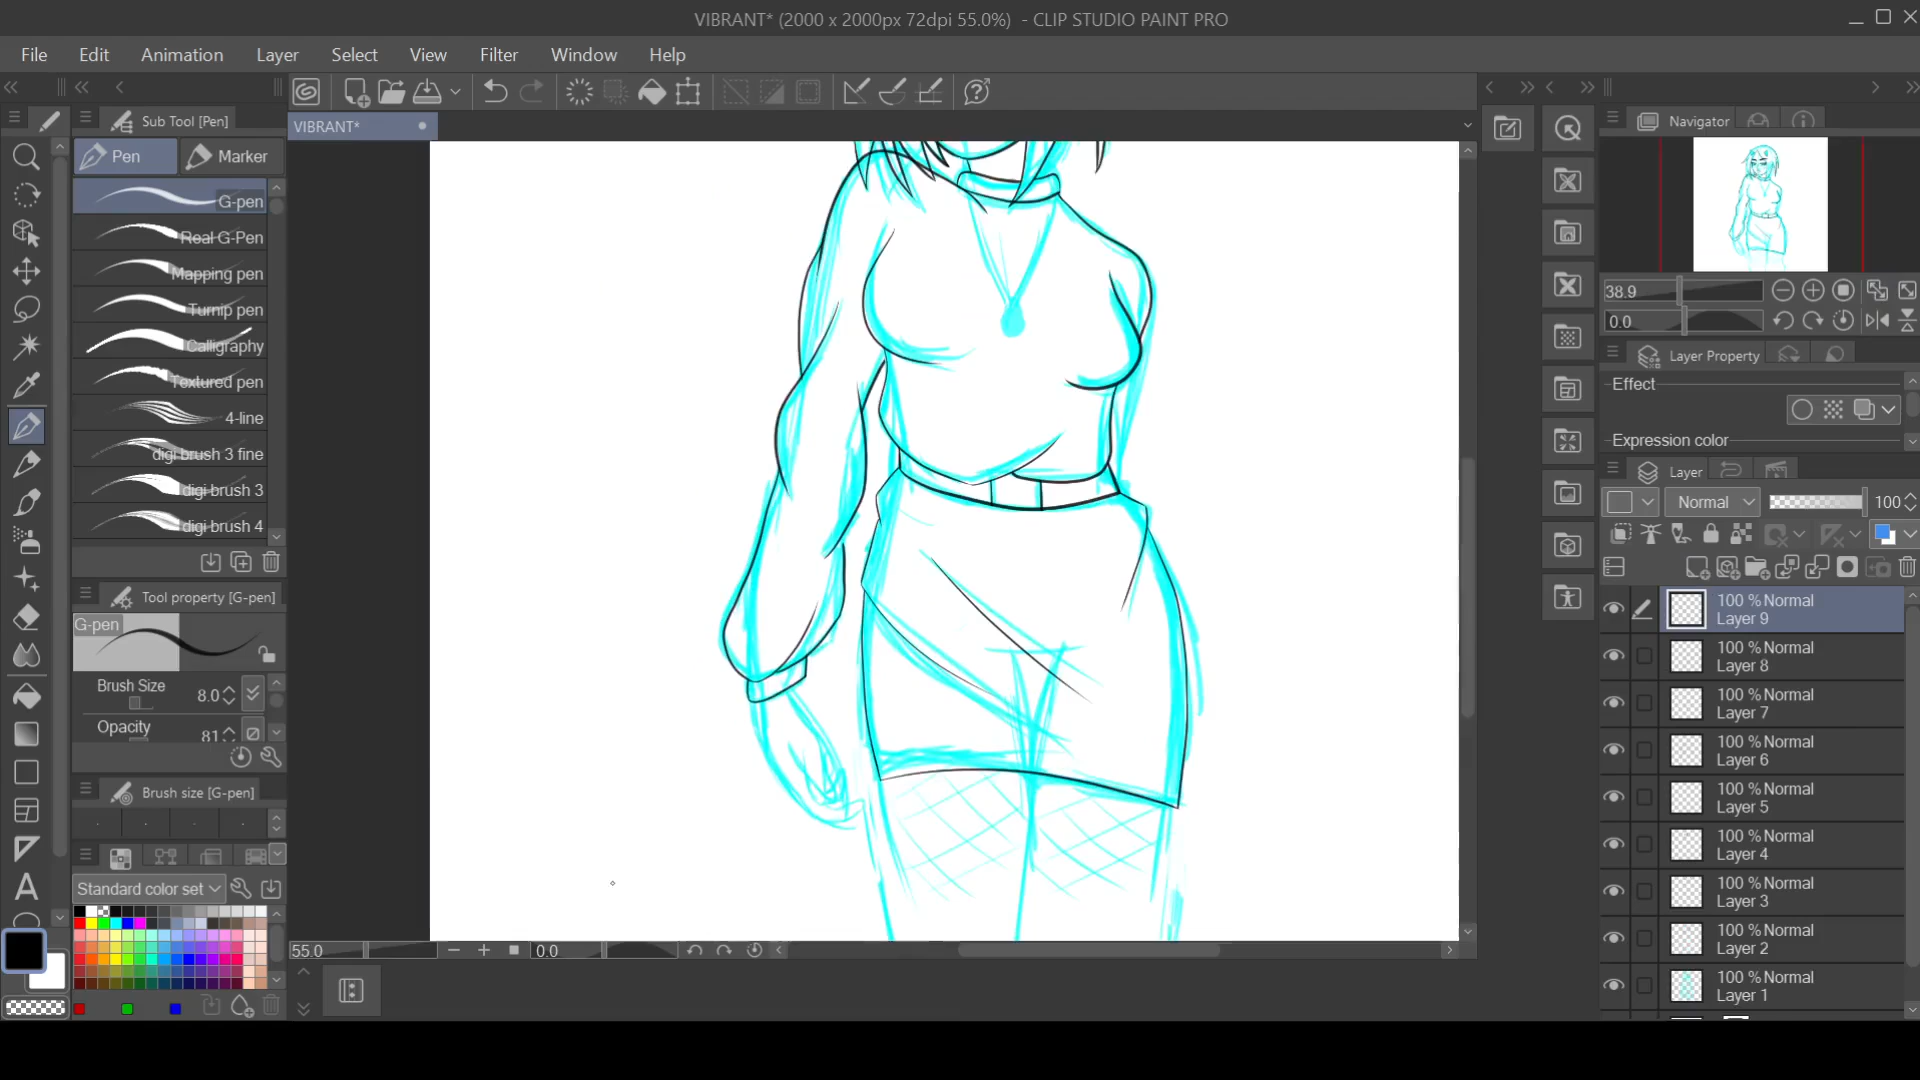 VIBRANT* (2000 x 2000px 72dpi 55.0%) - CLIP STUDIO PAINT PRO
File Edit Animation Layer Select View Filter Window Help
Sub Tool [Pen]
Pen Marker
G-pen
Real G-Pen
Mapping pen
Turnip pen
Calligraphy
Textured pen
4-line
digi brush 3 fine
digi brush 3
digi brush 4
Tool property [G-pen]
G-pen
Brush Size 8.0
Opacity 81
Brush size [G-pen]
Standard color set
VIBRANT*
55.0 0.0
Navigator
38.9
0.0
Layer Property
Effect
Expression color
Layer
Normal 100
100 % Normal
Layer 9
100 % Normal
Layer 8
100 % Normal
Layer 7
100 % Normal
Layer 6
100 % Normal
Layer 5
100 % Normal
Layer 4
100 % Normal
Layer 3
100 % Normal
Layer 2
100 % Normal
Layer 1